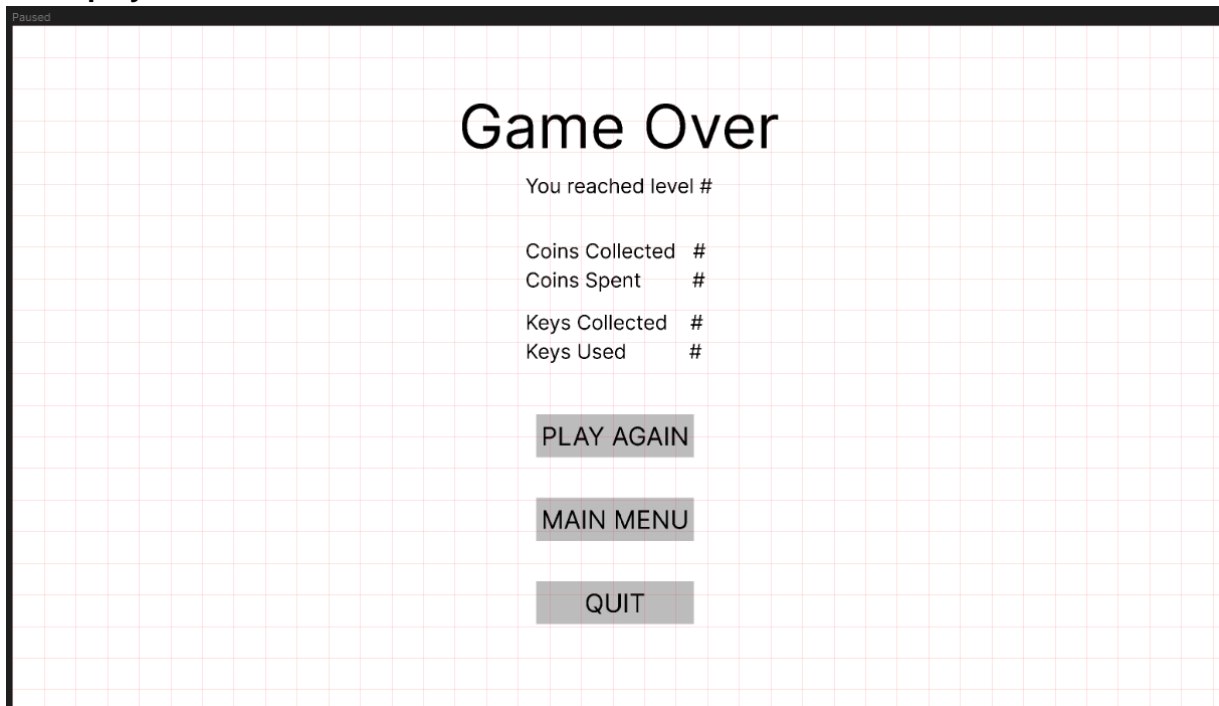 Paused
Game Over
You reached level #
Coins Collected #
Coins Spent #
Keys Collected #
Keys Used #
PLAY AGAIN
MAIN MENU
QUIT